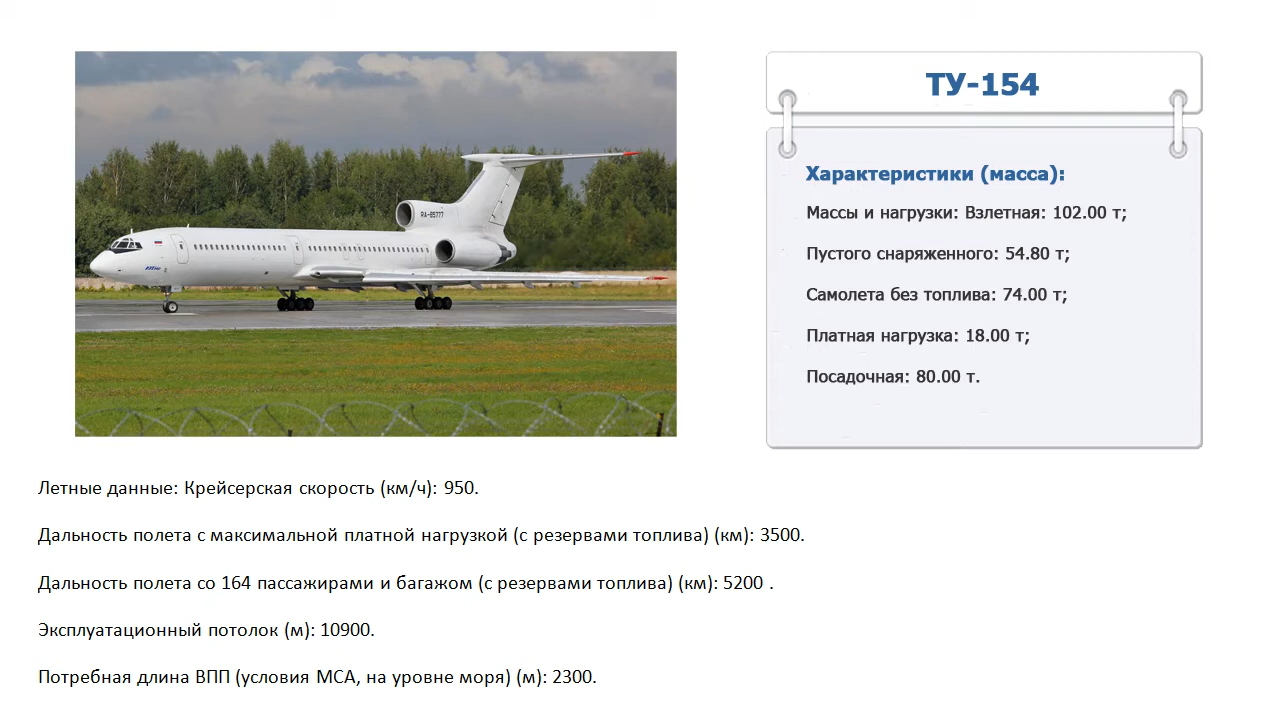 ТУ-154
Характеристики (масса):
Массы и нагрузки: Взлетная: 102.00 т;
Пустого снаряженного: 54.80 т;
Самолета без топлива: 74.00 т;
Платная нагрузка: 18.00 т;
Посадочная: 80.00 т.
RA-85777
Летные данные: Крейсерская скорость (км/ч): 950.
Дальность полета с максимальной платной нагрузкой (с резервами топлива) (км): 3500.
Дальность полета со 164 пассажирами и багажом (с резервами топлива) (км): 5200 .
Эксплуатационный потолок (м): 10900.
Потребная длина ВПП (условия МСА, на уровне моря) (м): 2300.